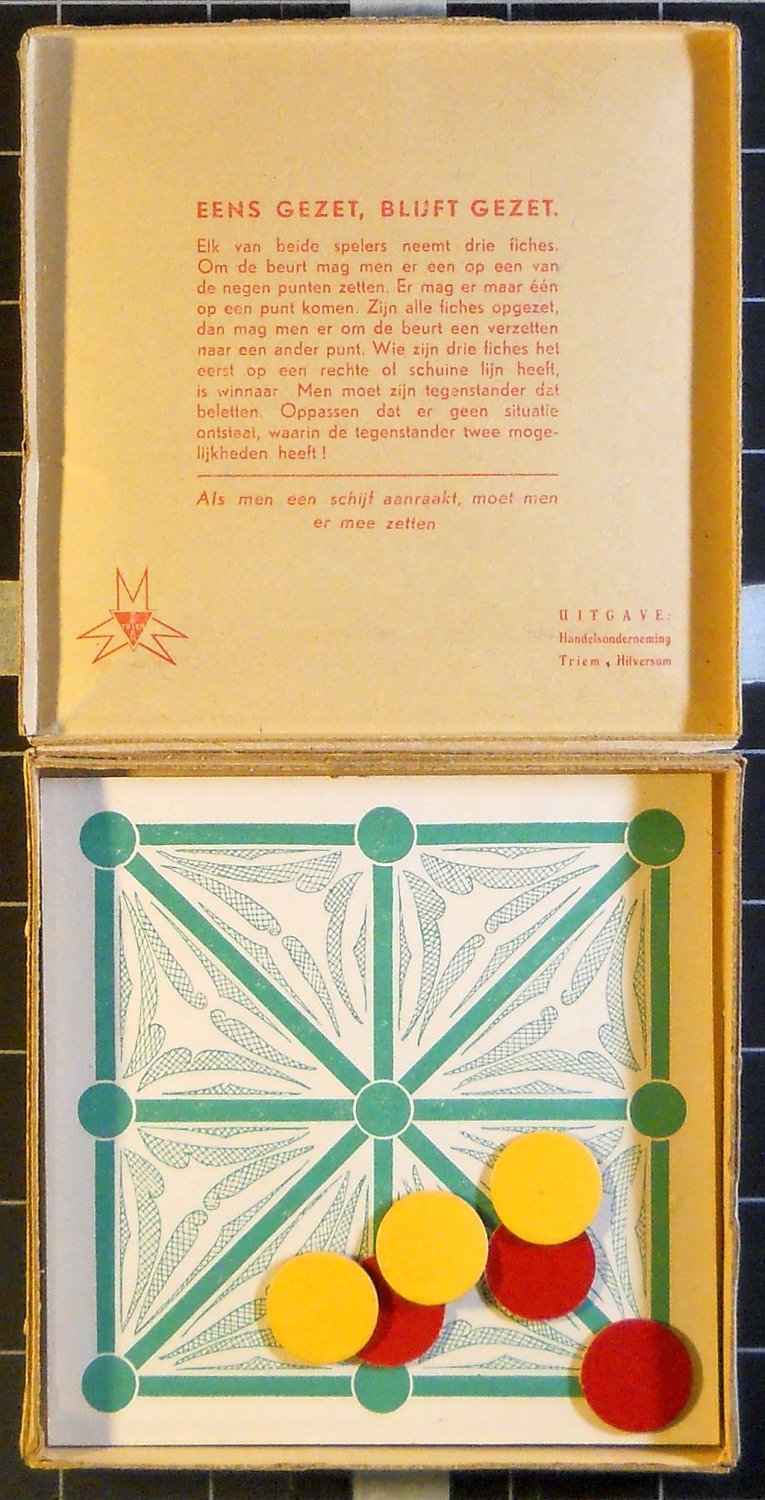 EENS GEZET, BLIJFT GEZET.
Elk van beide spelers neemt drie fiches.
Om de beurt mag men er een op een van
de negen punten zetten. Er mag er maar één
op een punt komen. Zijn alle fiches opgezet,
dan mag men er om de beurt een verzetten
naar een ander punt. Wie zijn drie fiches het
eerst op een rechte of schuine lijn heeft,
is winnaar Men moet zijn tegenstander dat
beletten. Oppassen dat er geen situatie
ontstaat, waarin de tegenstander twee moge-
lijkheden heeft!
Als men een schijf aanraakt, moet men
er mee zetten
TRIEM
UITGAVE:
Handelsonderneming
Triem, Hilversum